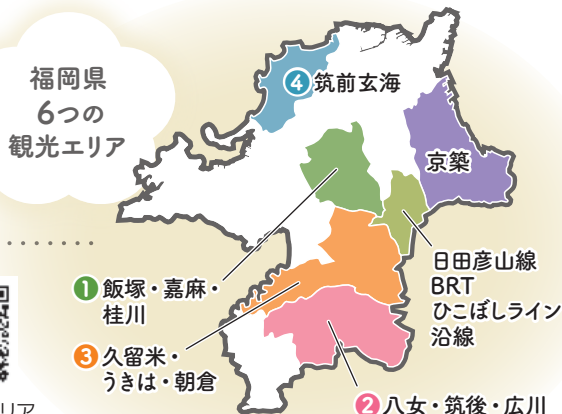 福岡県
6つの
観光エリア
④筑前玄海
京築
日田彦山線
BRT
ひこぼしライン
沿線
①飯塚・嘉麻・
桂川
③久留米・
うきは・朝倉
②八女・筑後・広川
リア